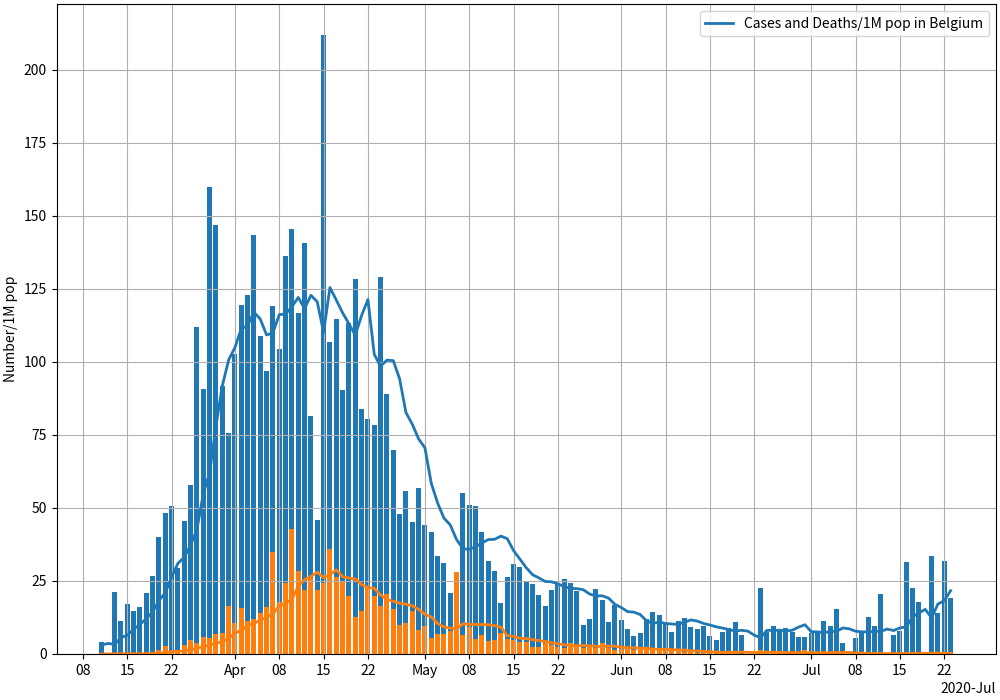 Cases and Deaths/1M pop in Belgium
Number/1M pop
200
175
150
125
100
75
50
25
0
08 15 22 Apr 08 15 22 May 08 15 22 Jun 08 15 22 Jul 08 15 22
2020-Jul